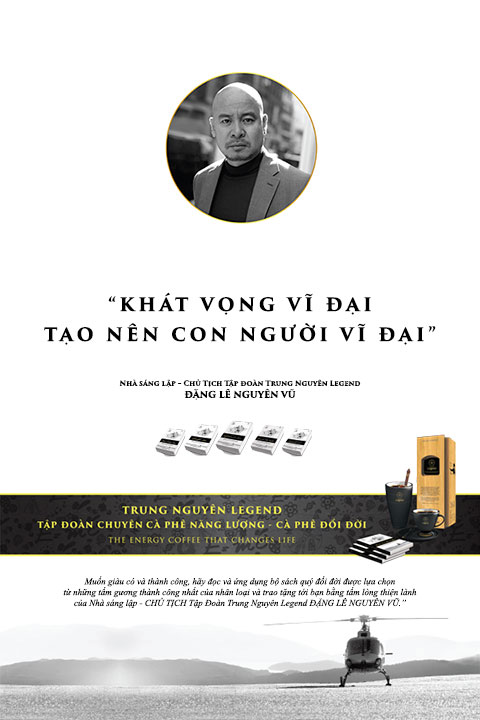 “KHÁT VỌNG VĨ ĐẠI
TẠO NÊN CON NGƯỜI VĨ ĐẠI”
NHÀ SÁNG LẬP – CHỦ TỊCH TẬP ĐOÀN TRUNG NGUYÊN LEGEND
ĐẶNG LÊ NGUYÊN VŨ
TRUNG NGUYÊN LEGEND
TẬP ĐOÀN CHUYÊN CÀ PHÊ NĂNG LƯỢNG - CÀ PHÊ ĐỔI ĐỜI
THE ENERGY COFFEE THAT CHANGES LIFE
Muốn giàu có và thành công, hãy đọc và ứng dụng bộ sách quý đổi đời được lựa chọn
từ những tấm gương thành công nhất của nhân loại và trao tặng tới bạn bằng tấm lòng thiện lành
của Nhà sáng lập - CHỦ TỊCH Tập Đoàn Trung Nguyên Legend ĐẶNG LÊ NGUYÊN VŨ.”